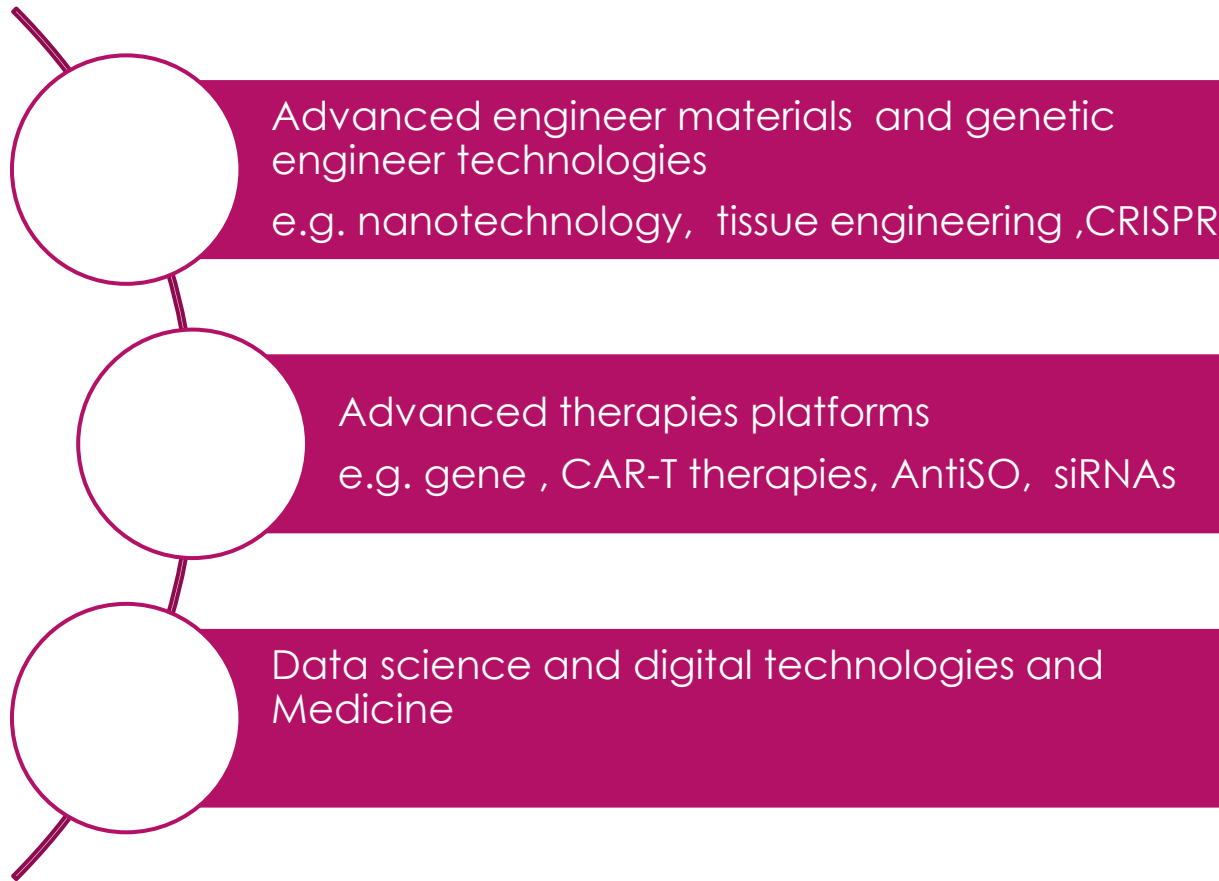 Advanced engineer materials  and genetic
engineer technologies
e.g. nanotechnology,  tissue engineering ,CRISPR
Advanced therapies platforms
e.g. gene , CAR-T therapies, AntiSO,  siRNAs
Data science and digital technologies and
Medicine